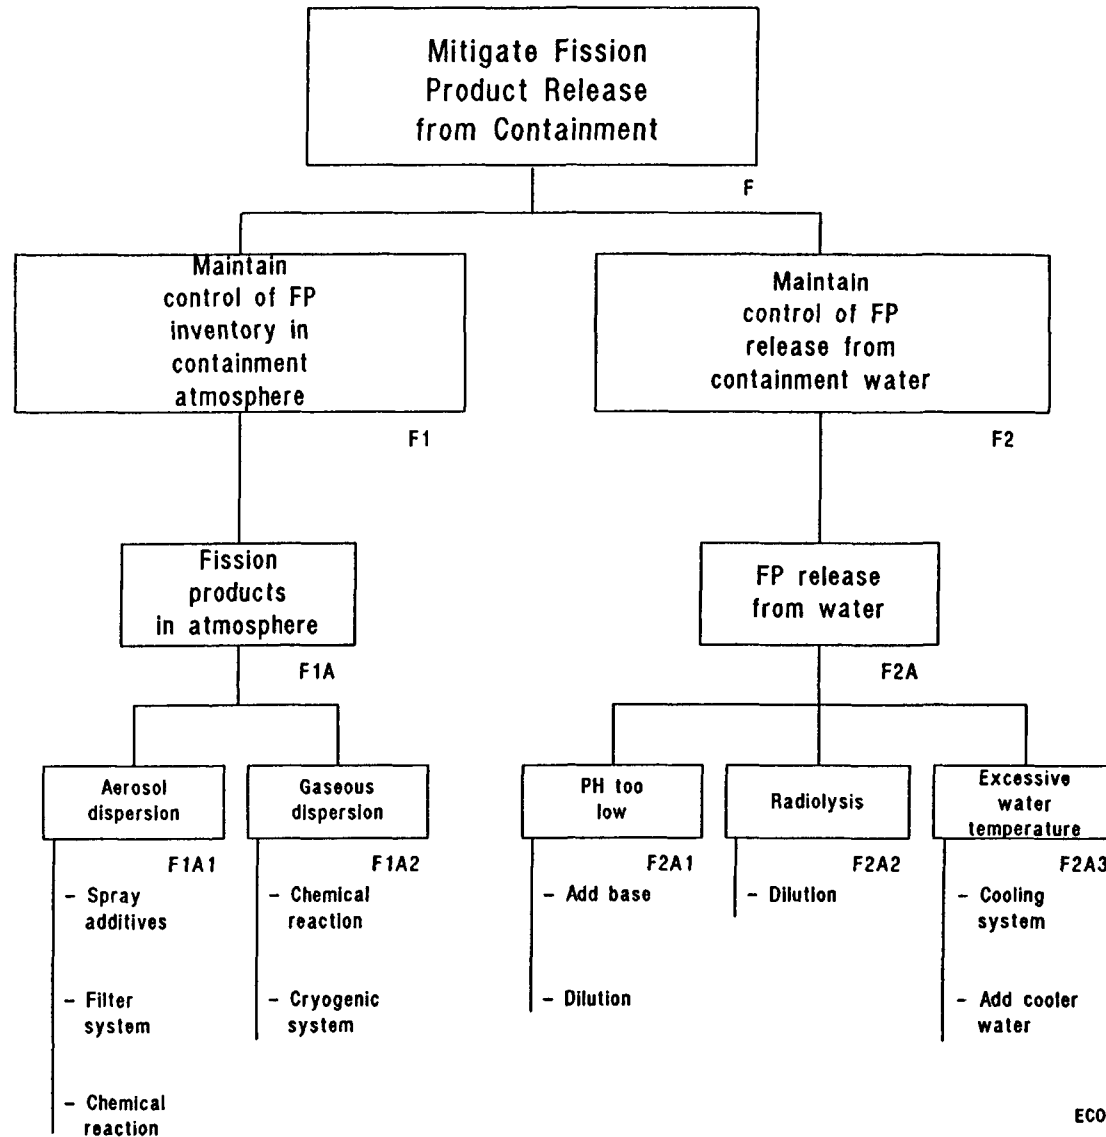 Mitigate Fission
Product Release
from Containment
F
Maintain
control of FP
inventory in
containment
atmosphere
F1
Maintain
control of FP
release from
containment water
F2
Fission
products
in atmosphere
F1A
FP release
from water
F2A
Aerosol
dispersion
F1A1
Gaseous
dispersion
F1A2
PH too
low
F2A1
Radiolysis
F2A2
Excessive
water
temperature
F2A3
- Spray
additives
- Filter
system
- Chemical
reaction
- Chemical
reaction
- Cryogenic
system
- Add base
- Dilution
- Dilution
- Cooling
system
- Add cooler
water
ECO